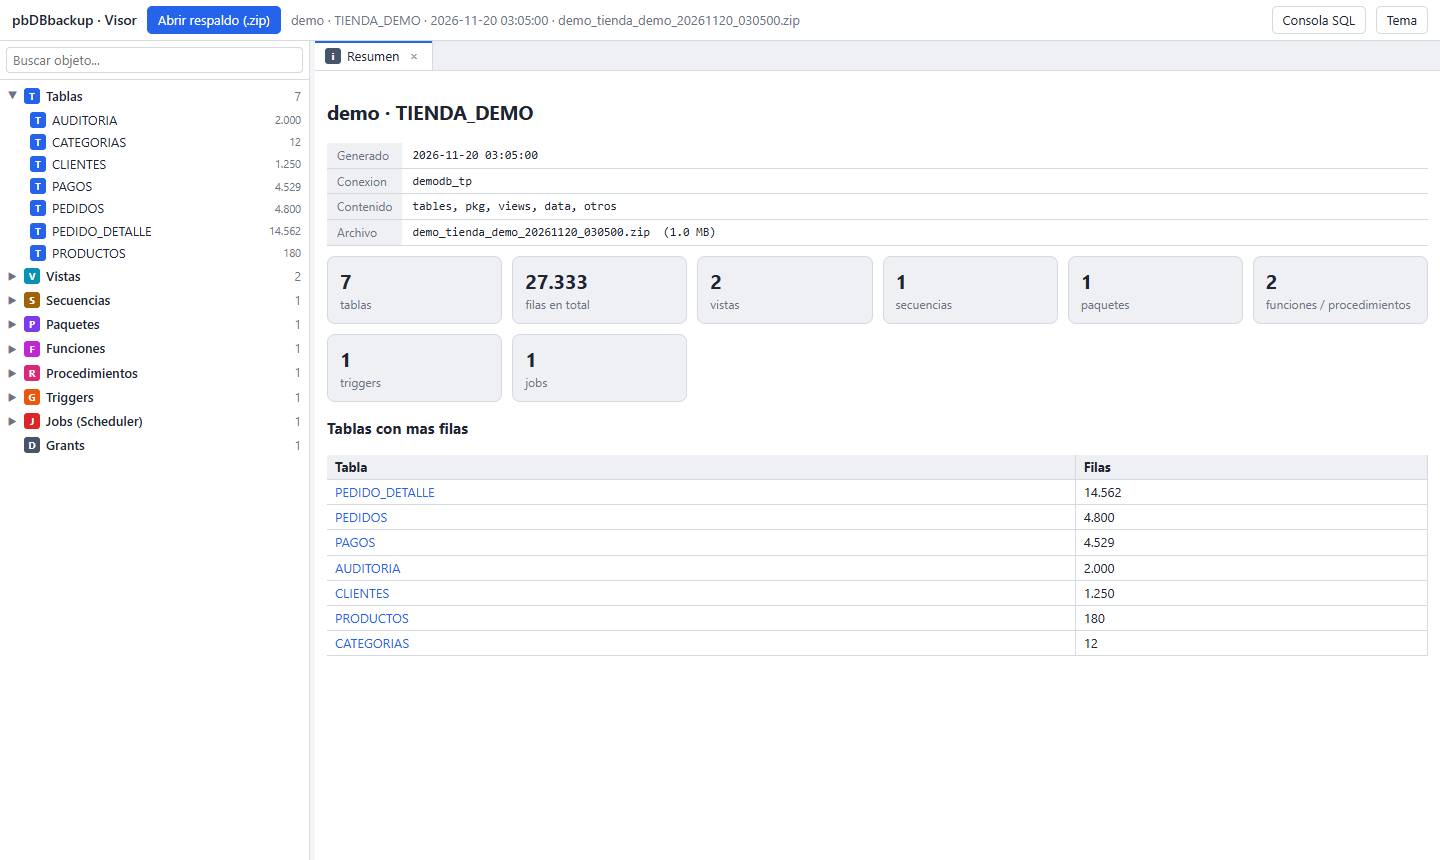 pbDBbackup · Visor Abrir respaldo (.zip) demo · TIENDA_DEMO · 2026-11-20 03:05:00 · demo_tienda_demo_20261120_030500.zip Consola SQL Tema
Buscar objeto...
T Tablas 7
T AUDITORIA 2.000
T CATEGORIAS 12
T CLIENTES 1.250
T PAGOS 4.529
T PEDIDOS 4.800
T PEDIDO_DETALLE 14.562
T PRODUCTOS 180
V Vistas 2
S Secuencias 1
P Paquetes 1
F Funciones 1
R Procedimientos 1
G Triggers 1
J Jobs (Scheduler) 1
D Grants 1
i Resumen ×
demo · TIENDA_DEMO
Generado 2026-11-20 03:05:00
Conexion demodb_tp
Contenido tables, pkg, views, data, otros
Archivo demo_tienda_demo_20261120_030500.zip (1.0 MB)
7
tablas
27.333
filas en total
2
vistas
1
secuencias
1
paquetes
2
funciones / procedimientos
1
triggers
1
jobs
Tablas con mas filas
Tabla Filas
PEDIDO_DETALLE 14.562
PEDIDOS 4.800
PAGOS 4.529
AUDITORIA 2.000
CLIENTES 1.250
PRODUCTOS 180
CATEGORIAS 12